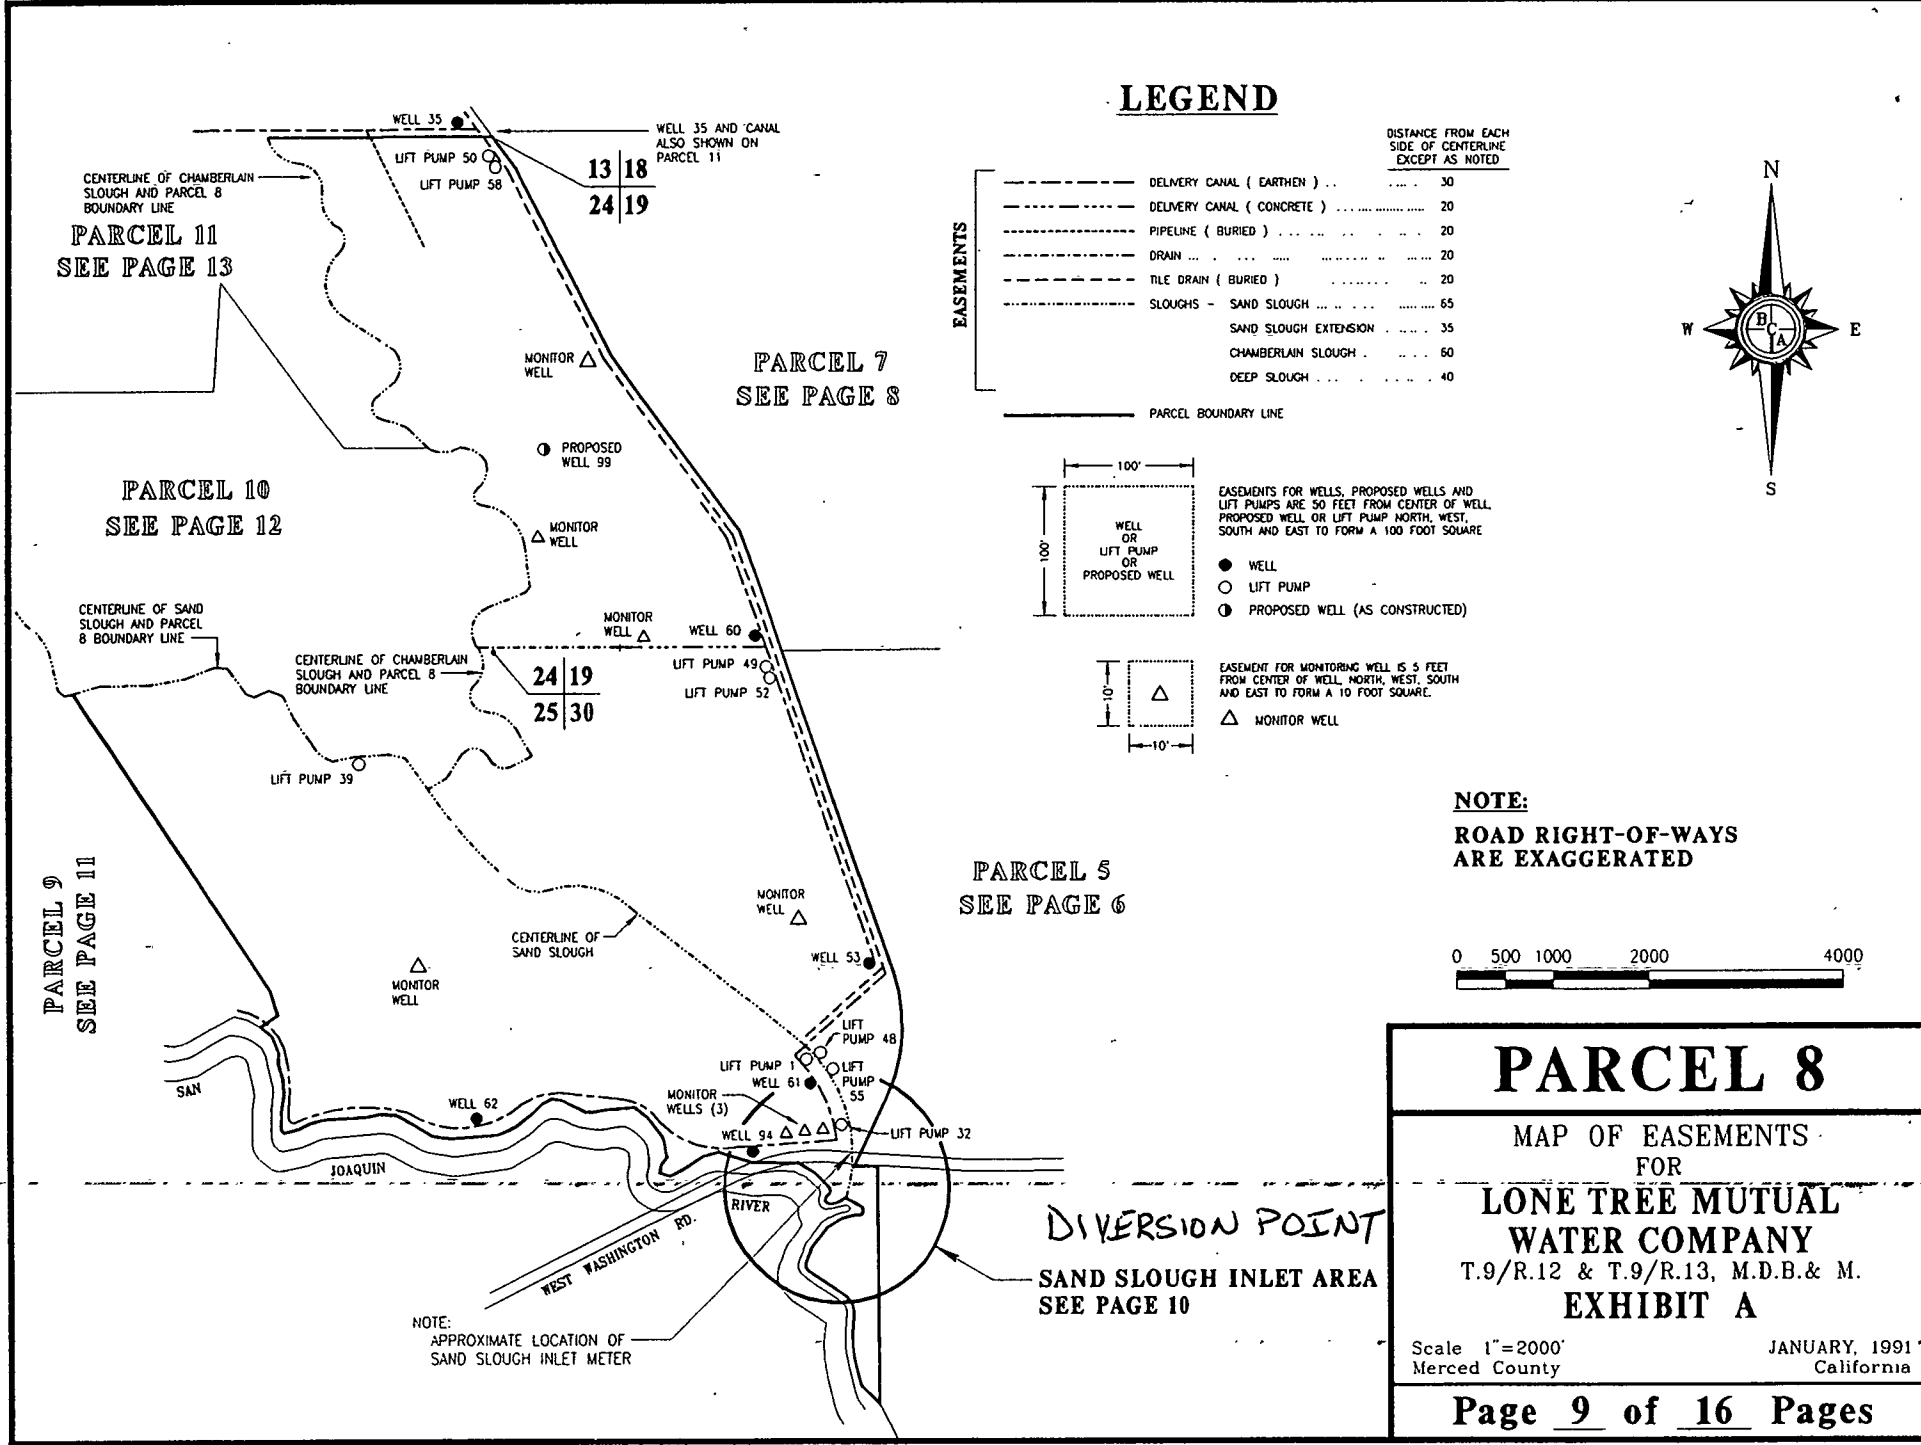 LEGEND
DISTANCE FROM EACH
SIDE OF CENTERLINE
EXCEPT AS NOTED
EASEMENTS
DELIVERY CANAL ( EARTHEN ) .. ..... 30
DELIVERY CANAL ( CONCRETE ) .................... 20
PIPELINE ( BURIED ) .... ... .. . .. . 20
DRAIN ... . . ... ..... ......... .. ..... 20
TILE DRAIN ( BURIED ) ........ .. 20
SLOUGHS - SAND SLOUGH ... .. . . . ........ 65
SAND SLOUGH EXTENSION . .... . 35
CHAMBERLAIN SLOUGH . .. .. . 60
DEEP SLOUGH ... . . . ... . 40
PARCEL BOUNDARY LINE
100'
100'
WELL
OR
LIFT PUMP
OR
PROPOSED WELL
EASEMENTS FOR WELLS, PROPOSED WELLS AND
LIFT PUMPS ARE 50 FEET FROM CENTER OF WELL,
PROPOSED WELL OR LIFT PUMP NORTH, WEST,
SOUTH AND EAST TO FORM A 100 FOOT SQUARE
WELL
LIFT PUMP
PROPOSED WELL (AS CONSTRUCTED)
10'
10'
EASEMENT FOR MONITORING WELL IS 5 FEET
FROM CENTER OF WELL, NORTH, WEST, SOUTH
AND EAST TO FORM A 10 FOOT SQUARE.
MONITOR WELL
N
W
E
S
B
C
A
WELL 35
WELL 35 AND CANAL
ALSO SHOWN ON
PARCEL 11
LIFT PUMP 50
LIFT PUMP 58
13 18
24 19
CENTERLINE OF CHAMBERLAIN
SLOUGH AND PARCEL 8
BOUNDARY LINE
PARCEL 11
SEE PAGE 13
MONITOR
WELL
PARCEL 7
SEE PAGE 8
PROPOSED
WELL 99
PARCEL 10
SEE PAGE 12
MONITOR
WELL
CENTERLINE OF SAND
SLOUGH AND PARCEL
8 BOUNDARY LINE
MONITOR
WELL
WELL 60
CENTERLINE OF CHAMBERLAIN
SLOUGH AND PARCEL 8
BOUNDARY LINE
24 19
25 30
LIFT PUMP 49
LIFT PUMP 52
LIFT PUMP 39
PARCEL 9
SEE PAGE 11
PARCEL 5
SEE PAGE 6
MONITOR
WELL
CENTERLINE OF
SAND SLOUGH
WELL 53
MONITOR
WELL
LIFT
PUMP 48
LIFT PUMP 1
LIFT
PUMP
55
WELL 61
MONITOR
WELLS (3)
WELL 62
WELL 94
LIFT PUMP 32
SAN
JOAQUIN
RIVER
WEST WASHINGTON RD.
NOTE:
APPROXIMATE LOCATION OF
SAND SLOUGH INLET METER
DIVERSION POINT
SAND SLOUGH INLET AREA
SEE PAGE 10
NOTE:
ROAD RIGHT-OF-WAYS
ARE EXAGGERATED
0 500 1000 2000 4000
PARCEL 8
MAP OF EASEMENTS
FOR
LONE TREE MUTUAL
WATER COMPANY
T.9/R.12 & T.9/R.13, M.D.B.& M.
EXHIBIT A
Scale 1"=2000'
JANUARY, 1991
Merced County
California
Page 9 of 16 Pages